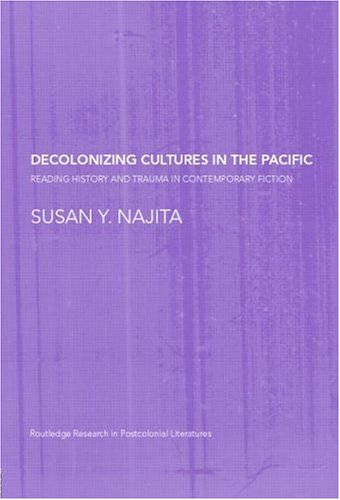 DECOLONIZING CULTURES IN THE PACIFIC
READING HISTORY AND TRAUMA IN CONTEMPORARY FICTION
SUSAN Y. NAJITA
Routledge Research in Postcolonial Literatures